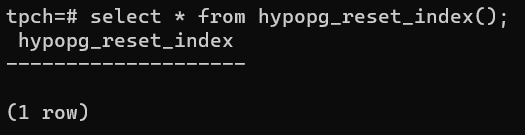 tpch=# select * from hypopg_reset_index();
 hypopg_reset_index
--------------------

(1 row)